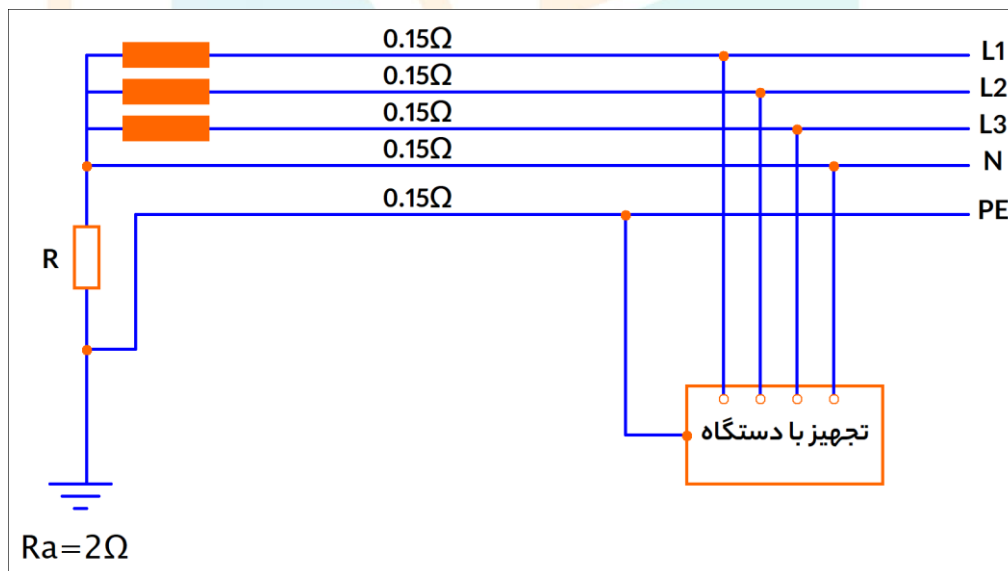 0.15Ω L1
0.15Ω L2
0.15Ω L3
0.15Ω N
0.15Ω PE
R
تجهیز با دستگاه
Ra=2Ω